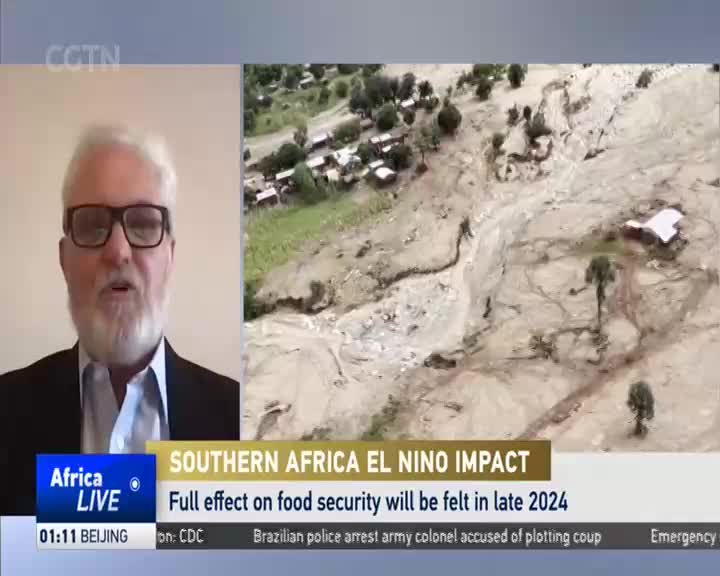 CGTN
SOUTHERN AFRICA EL NINO IMPACT
Africa
LIVE
Full effect on food security will be felt in late 2024
01:11 BEIJING
CDC Brazilian police arrest army colonel accused of plotting coup Emergency